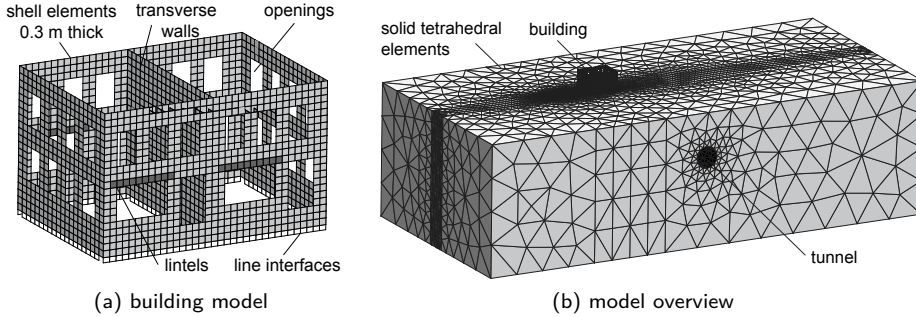 shell elements
0.3 m thick
transverse
walls
openings
lintels
line interfaces
(a) building model
solid tetrahedral
elements
building
tunnel
(b) model overview